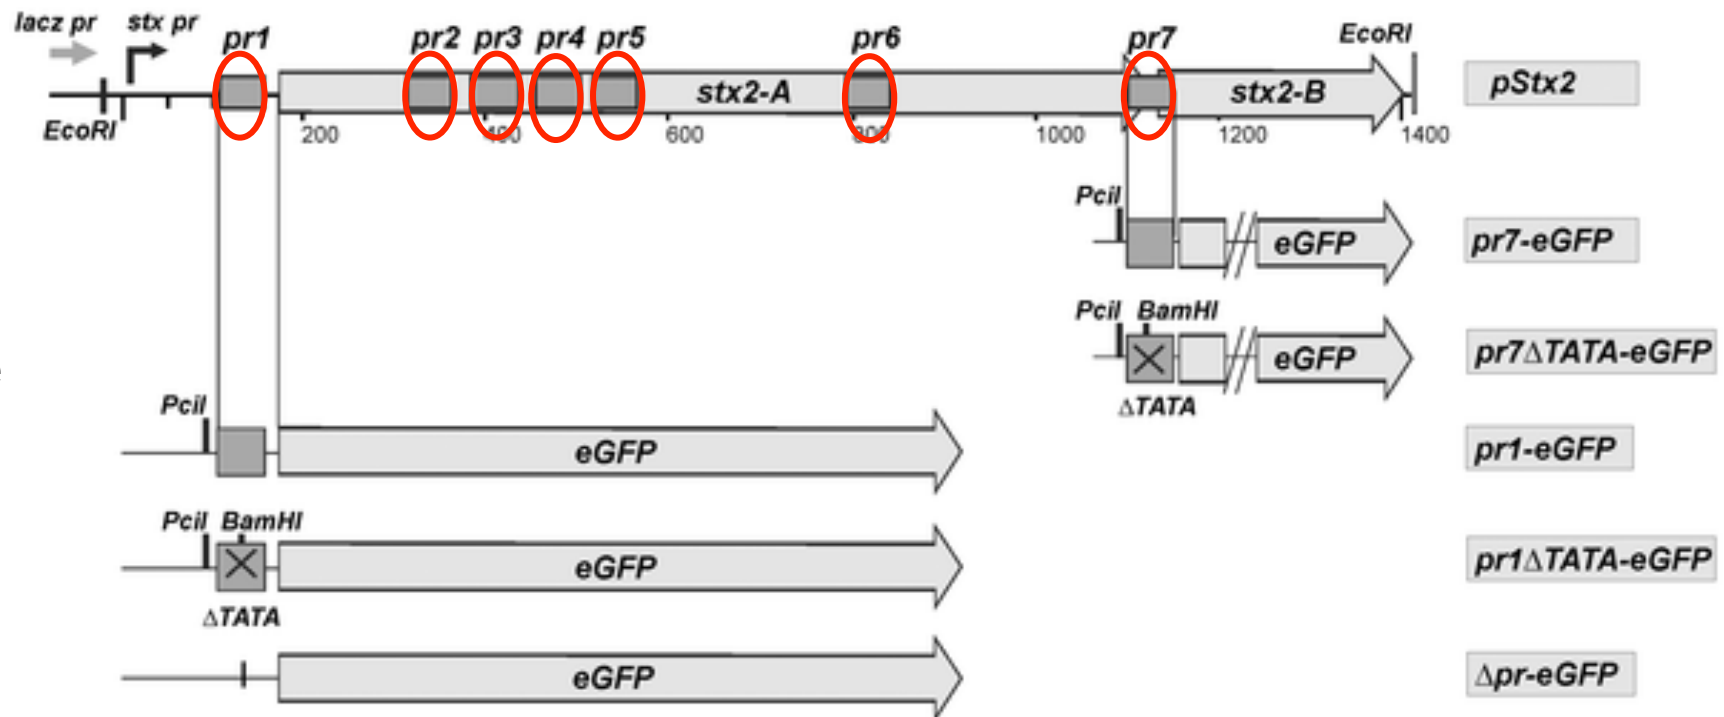 lacz pr stx pr pr1 pr2 pr3 pr4 pr5 pr6 pr7 EcoRI
stx2-A stx2-B pStx2
EcoRI 200 400 600 800 1000 1200 1400
PciI
eGFP pr7-eGFP
PciI BamHI
eGFP pr7ΔTATA-eGFP
ΔTATA
PciI
eGFP pr1-eGFP
PciI BamHI
eGFP pr1ΔTATA-eGFP
ΔTATA
eGFP Δpr-eGFP